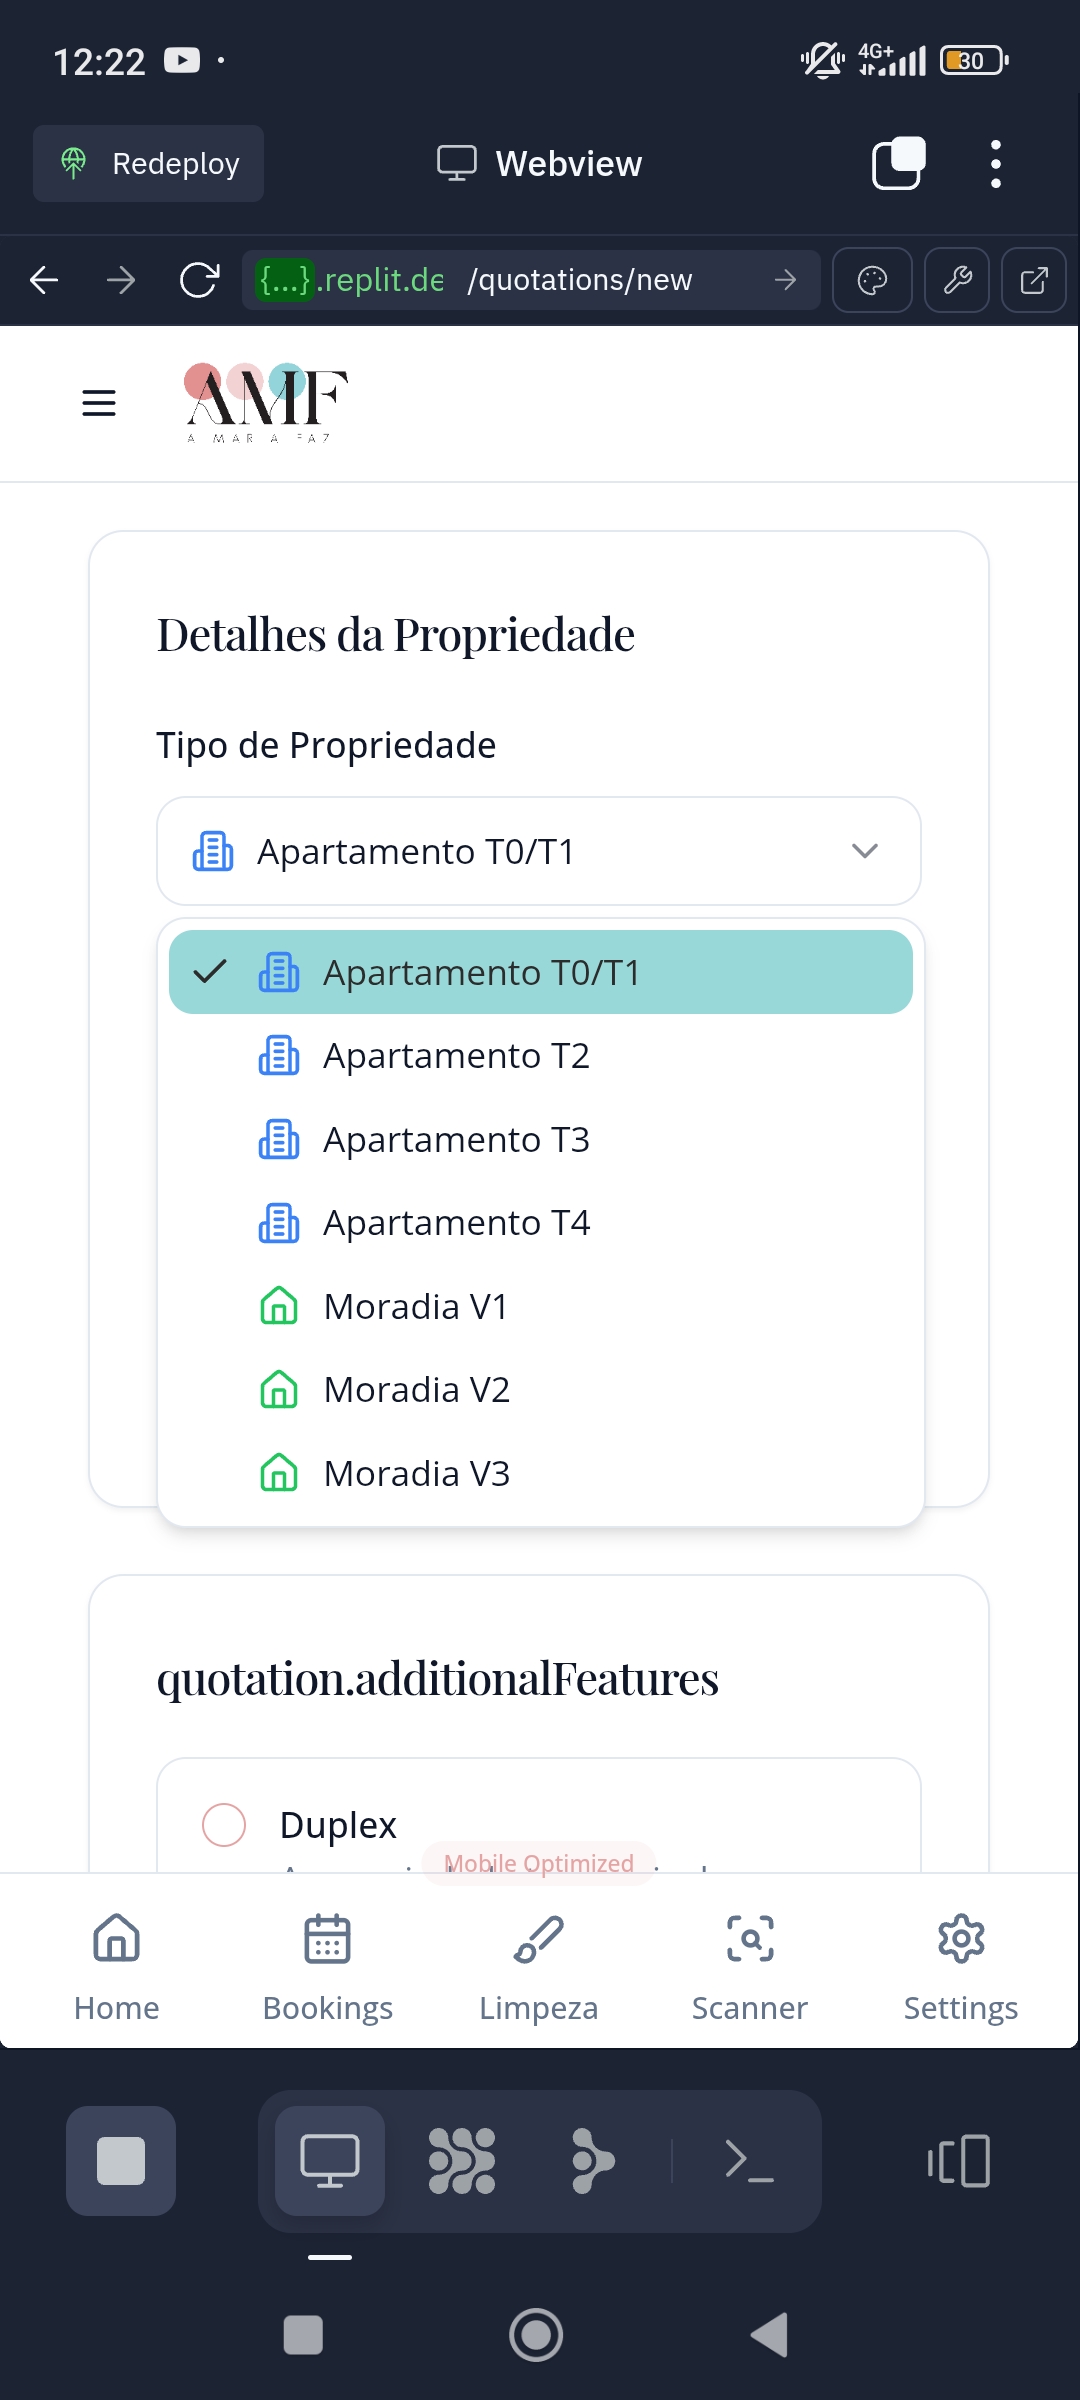 12:22
4G+
30
Redeploy
Webview
{...}.replit.de /quotations/new
AMF
A MAR A FAZ
Detalhes da Propriedade
Tipo de Propriedade
Apartamento T0/T1
Apartamento T0/T1
Apartamento T2
Apartamento T3
Apartamento T4
Moradia V1
Moradia V2
Moradia V3
quotation.additionalFeatures
Duplex
Mobile Optimized
Home
Bookings
Limpeza
Scanner
Settings